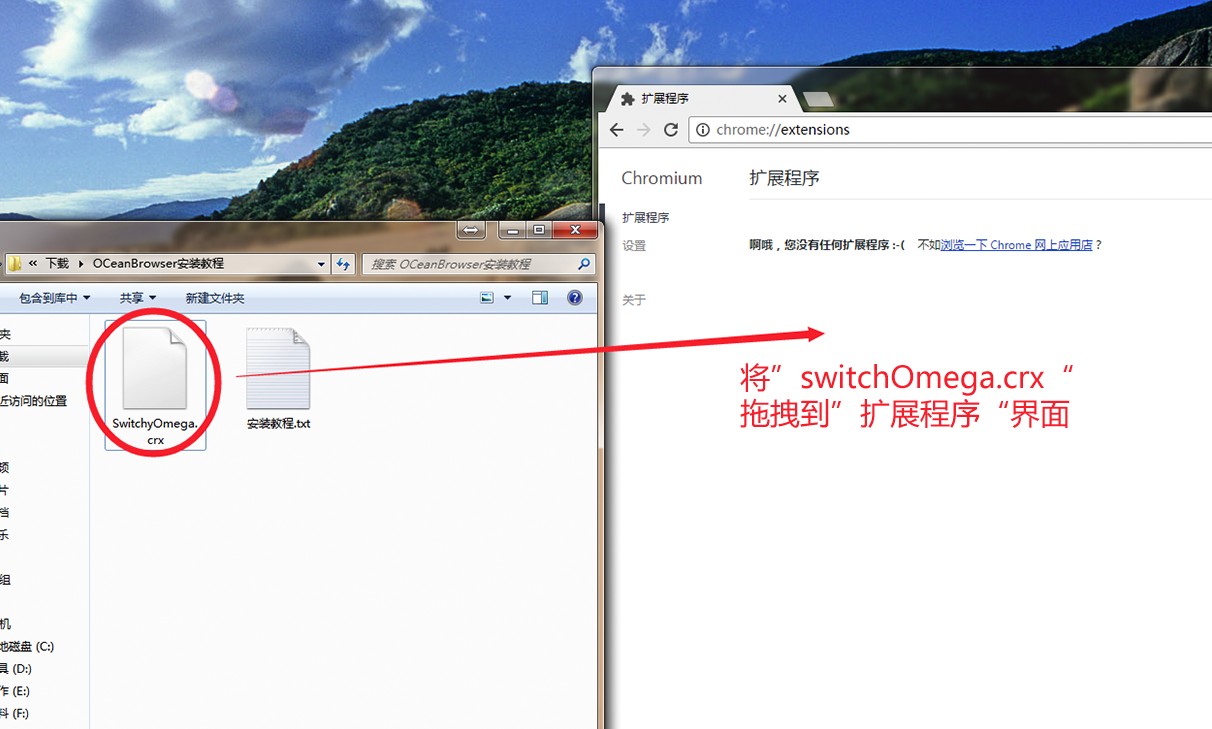 扩展程序
chrome://extensions
Chromium
扩展程序
扩展程序
设置
关于
啊哦，您没有任何扩展程序 :-( 不如浏览一下 Chrome 网上应用店？
« 下载 ▸ OCeanBrowser安装教程
搜索 OCeanBrowser安装教程
包含到库中 共享 新建文件夹
夹
载
面
近访问的位置
频
片
档
乐
组
机
地磁盘 (C:)
具 (D:)
作 (E:)
料 (F:)
SwitchyOmega.
crx
安装教程.txt
将”switchOmega.crx“
拖拽到”扩展程序“界面